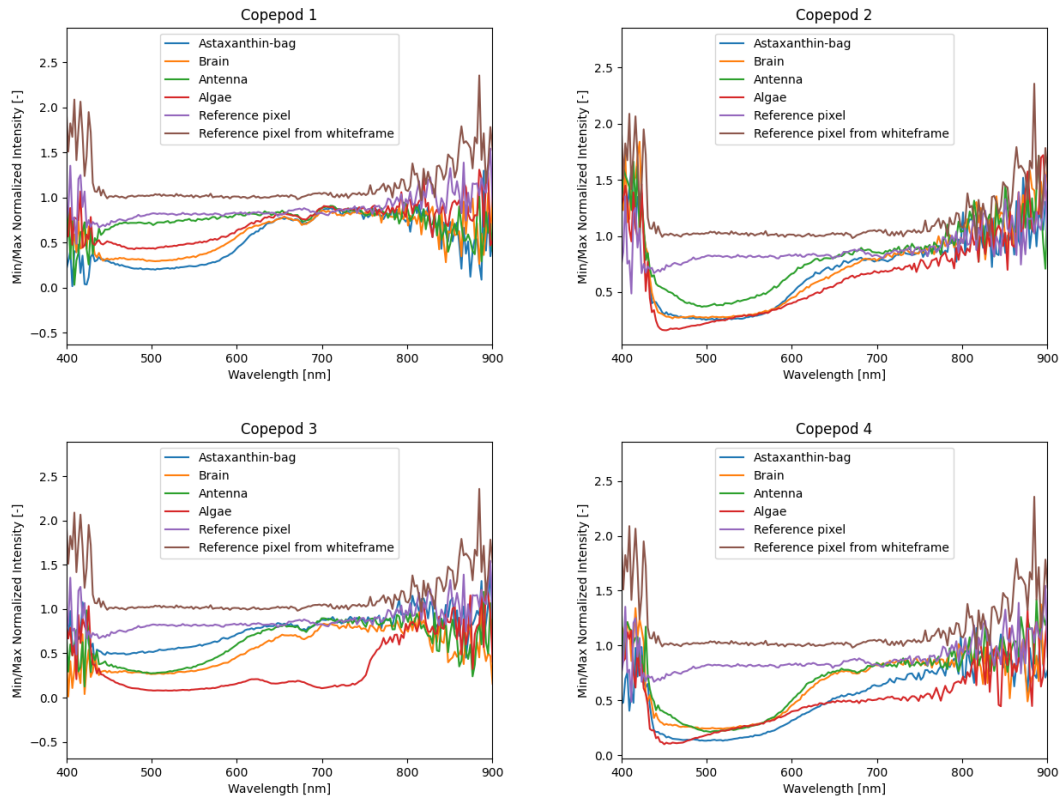 Copepod 1
Min/Max Normalized Intensity [-]
2.5
2.0
1.5
1.0
0.5
0.0
−0.5
Astaxanthin-bag
Brain
Antenna
Algae
Reference pixel
Reference pixel from whiteframe
400
500
600
700
800
900
Wavelength [nm]
Copepod 2
Min/Max Normalized Intensity [-]
2.5
2.0
1.5
1.0
0.5
Astaxanthin-bag
Brain
Antenna
Algae
Reference pixel
Reference pixel from whiteframe
400
500
600
700
800
900
Wavelength [nm]
Copepod 3
Min/Max Normalized Intensity [-]
2.5
2.0
1.5
1.0
0.5
0.0
−0.5
Astaxanthin-bag
Brain
Antenna
Algae
Reference pixel
Reference pixel from whiteframe
400
500
600
700
800
900
Wavelength [nm]
Copepod 4
Min/Max Normalized Intensity [-]
2.5
2.0
1.5
1.0
0.5
0.0
Astaxanthin-bag
Brain
Antenna
Algae
Reference pixel
Reference pixel from whiteframe
400
500
600
700
800
900
Wavelength [nm]